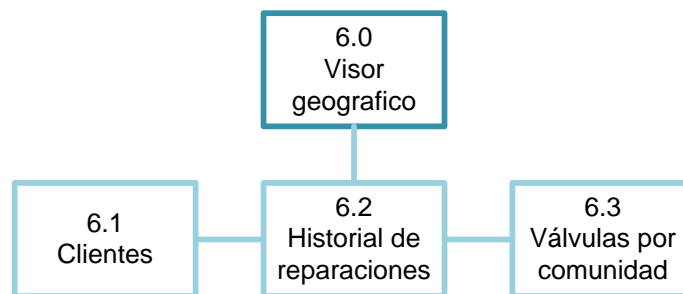 6.0
Visor
geografico
6.1
Clientes
6.2
Historial de
reparaciones
6.3
Válvulas por
comunidad